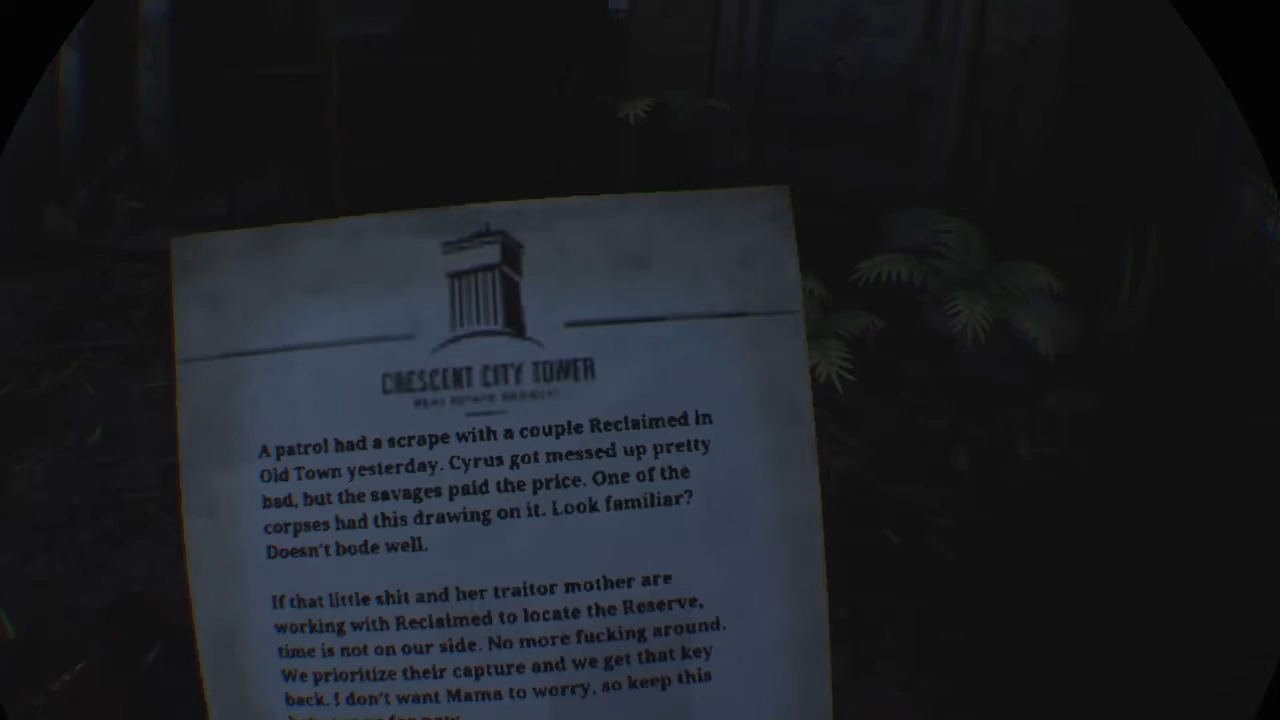 CRESCENT CITY TOWER
A patrol had a scrape with a couple Reclaimed in
Old Town yesterday. Cyrus got messed up pretty
bad, but the savages paid the price. One of the
corpses had this drawing on it. Look familiar?
Doesn't bode well.
If that little shit and her traitor mother are
working with Reclaimed to locate the Reserve,
time is not on our side. No more fucking around.
We prioritize their capture and we get that key
back. I don't want Mama to worry, so keep this